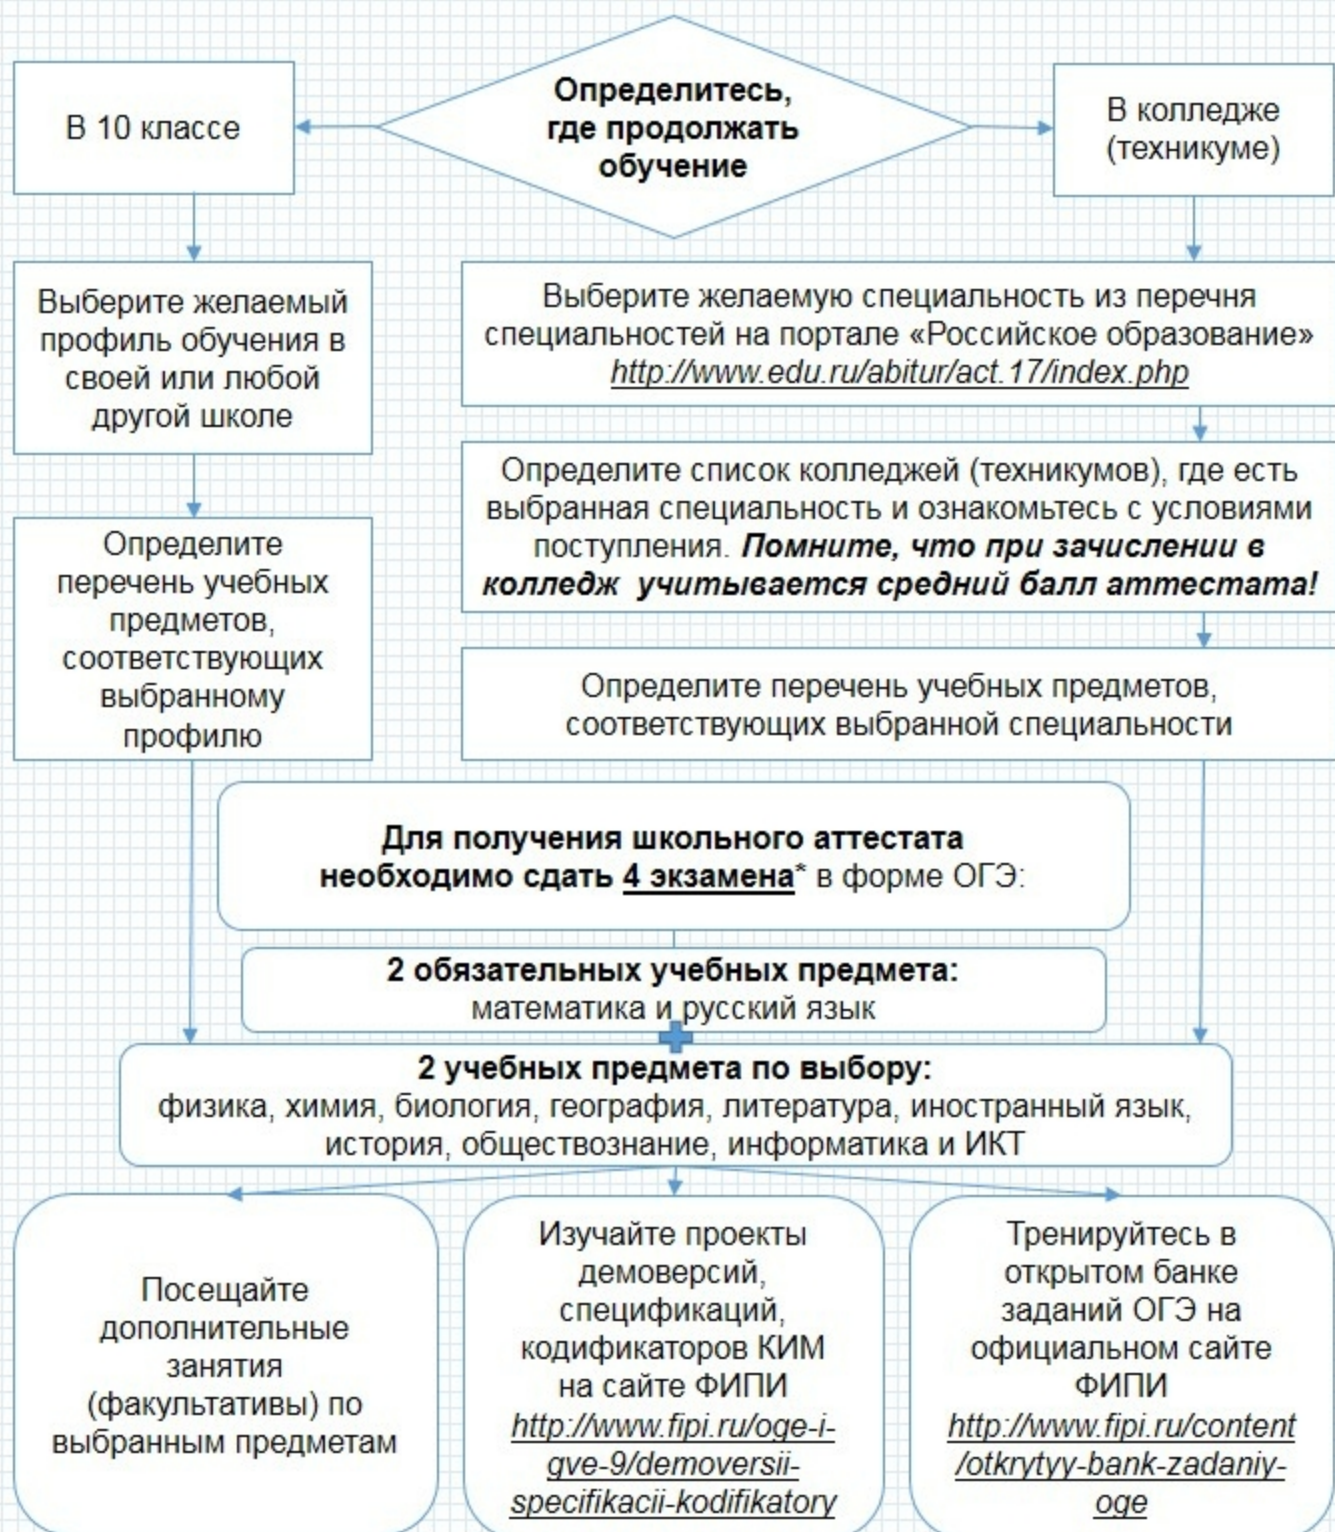 Определитесь,
где продолжать
обучение
В 10 классе
В колледже
(техникуме)
Выберите желаемый
профиль обучения в
своей или любой
другой школе
Определите
перечень учебных
предметов,
соответствующих
выбранному
профилю
Выберите желаемую специальность из перечня
специальностей на портале «Российское образование»
http://www.edu.ru/abitur/act.17/index.php
Определите список колледжей (техникумов), где есть
выбранная специальность и ознакомьтесь с условиями
поступления. Помните, что при зачислении в
колледж учитывается средний балл аттестата!
Определите перечень учебных предметов,
соответствующих выбранной специальности
Для получения школьного аттестата
необходимо сдать 4 экзамена* в форме ОГЭ:
2 обязательных учебных предмета:
математика и русский язык
2 учебных предмета по выбору:
физика, химия, биология, география, литература, иностранный язык,
история, обществознание, информатика и ИКТ
Посещайте
дополнительные
занятия
(факультативы) по
выбранным предметам
Изучайте проекты
демоверсий,
спецификаций,
кодификаторов КИМ
на сайте ФИПИ
http://www.fipi.ru/oge-i-
gve-9/demoversii-
specifikacii-kodifikatory
Тренируйтесь в
открытом банке
заданий ОГЭ на
официальном сайте
ФИПИ
http://www.fipi.ru/content
/otkrytyy-bank-zadaniy-
oge